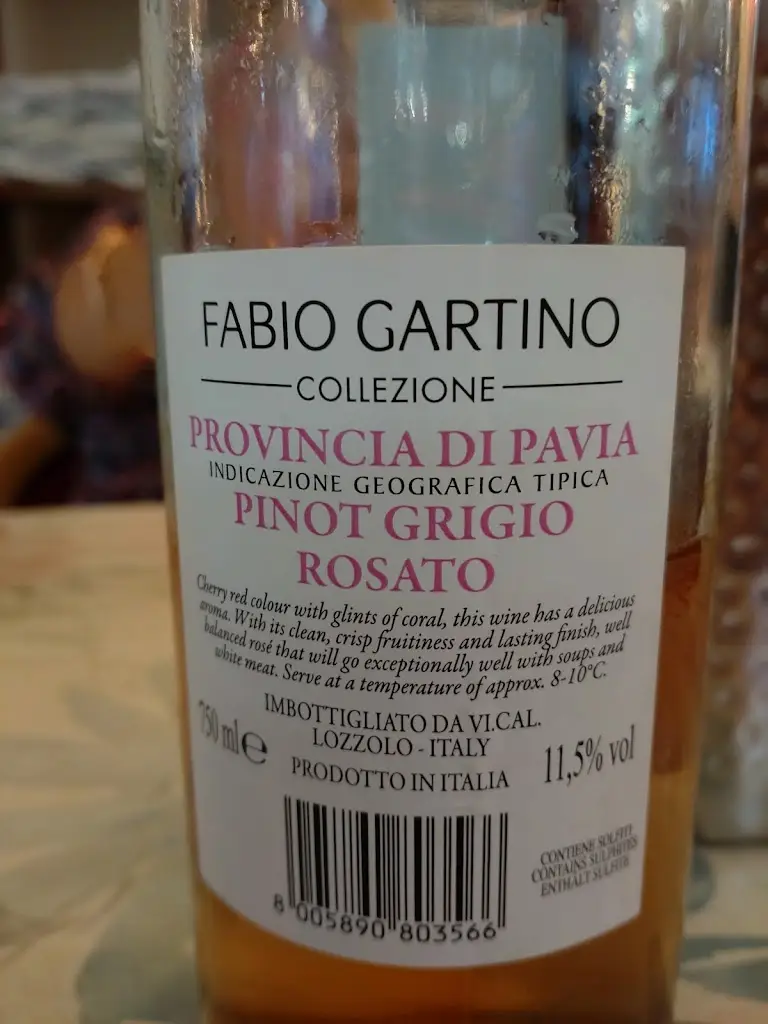 FABIO GARTINO
COLLEZIONE
PROVINCIA DI PAVIA
INDICAZIONE GEOGRAFICA TIPICA
PINOT GRIGIO
ROSATO
Cherry red colour with glints of coral, this wine has a delicious
aroma. With its clean, crisp fruitiness and lasting finish, well
balanced rosé that will go exceptionally well with soups and
white meat. Serve at a temperature of approx. 8-10°C.
IMBOTTIGLIATO DA VI.CAL.
LOZZOLO - ITALY
PRODOTTO IN ITALIA
750 ml e
11,5% vol
CONTIENE SOLFITI
CONTAINS SULPHITES
ENTHÄLT SULFITE
8 005890 803566